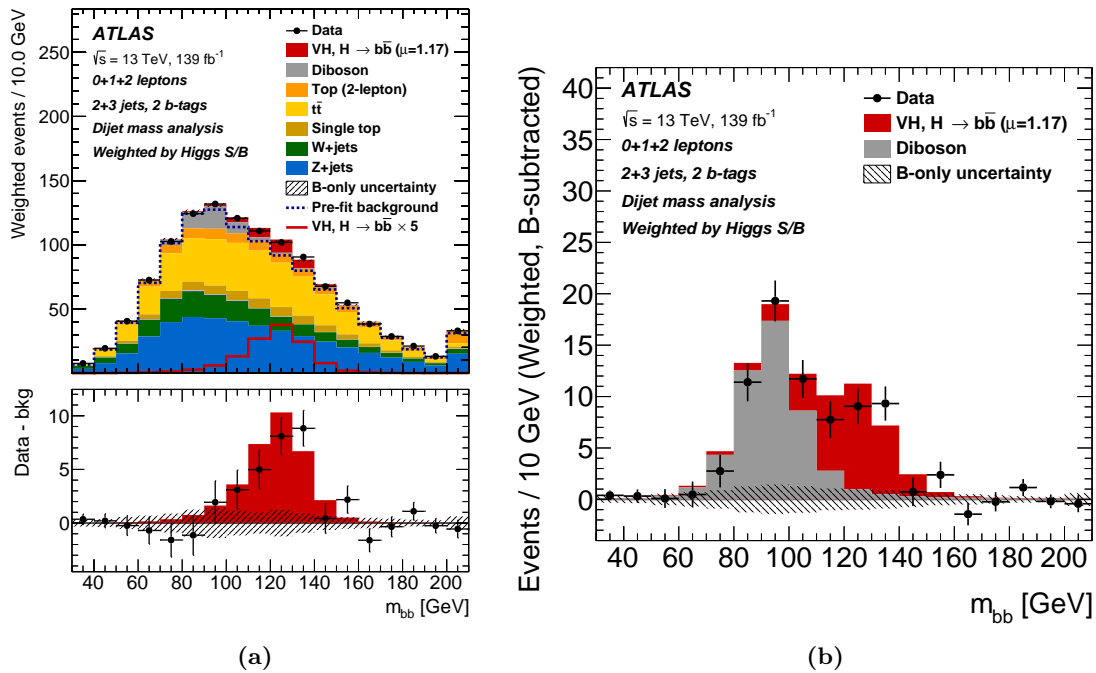 ATLAS
√s = 13 TeV, 139 fb⁻¹
0+1+2 leptons
2+3 jets, 2 b-tags
Dijet mass analysis
Weighted by Higgs S/B
Data
VH, H → bb̄ (μ=1.17)
Diboson
Top (2-lepton)
tt̄
Single top
W+jets
Z+jets
B-only uncertainty
Pre-fit background
VH, H → bb̄ × 5
Weighted events / 10.0 GeV
250
200
150
100
50
Data - bkg
10
5
0
40 60 80 100 120 140 160 180 200
m_bb [GeV]
(a)
ATLAS
√s = 13 TeV, 139 fb⁻¹
0+1+2 leptons
2+3 jets, 2 b-tags
Dijet mass analysis
Weighted by Higgs S/B
Data
VH, H → bb̄ (μ=1.17)
Diboson
B-only uncertainty
Events / 10 GeV (Weighted, B-subtracted)
40
35
30
25
20
15
10
5
0
-5
40 60 80 100 120 140 160 180 200
m_bb [GeV]
(b)